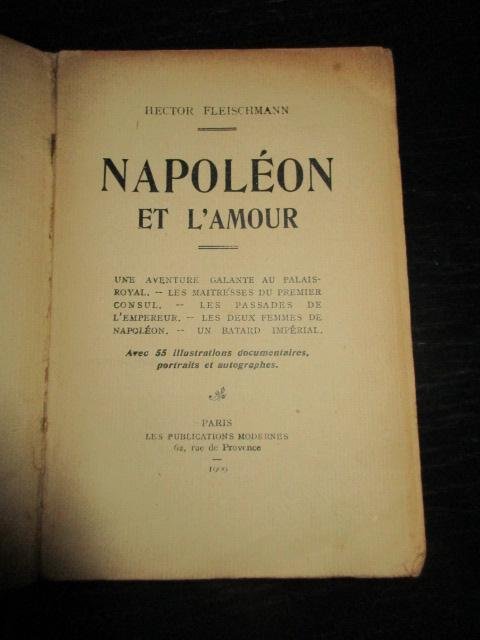 HECTOR FLEISCHMANN
NAPOLÉON
ET L'AMOUR
UNE AVENTURE GALANTE AU PALAIS-
ROYAL. -- LES MAITRESSES DU PREMIER
CONSUL. -- LES PASSADES DE
L'EMPEREUR. -- LES DEUX FEMMES DE
NAPOLÉON. -- UN BATARD IMPÉRIAL.
Avec 55 illustrations documentaires,
portraits et autographes.
PARIS
LES PUBLICATIONS MODERNES
62, rue de Provence
1909